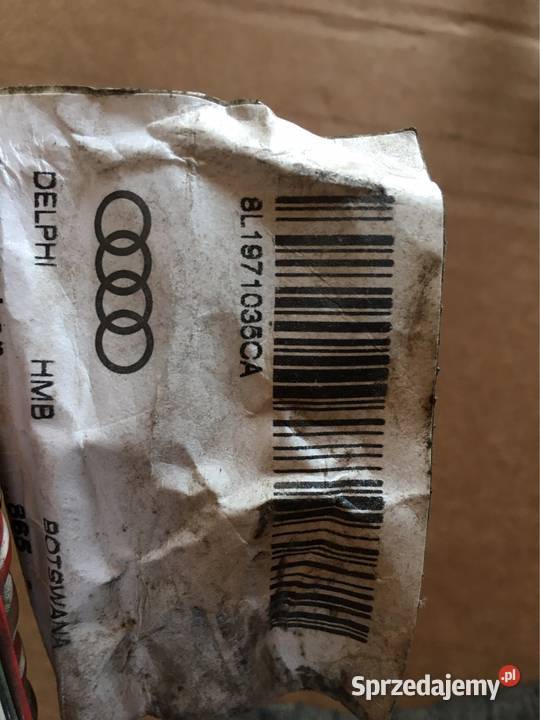 8L1971035CA
DELPHI HMB BOTSWANA
Sprzedajemy.pl